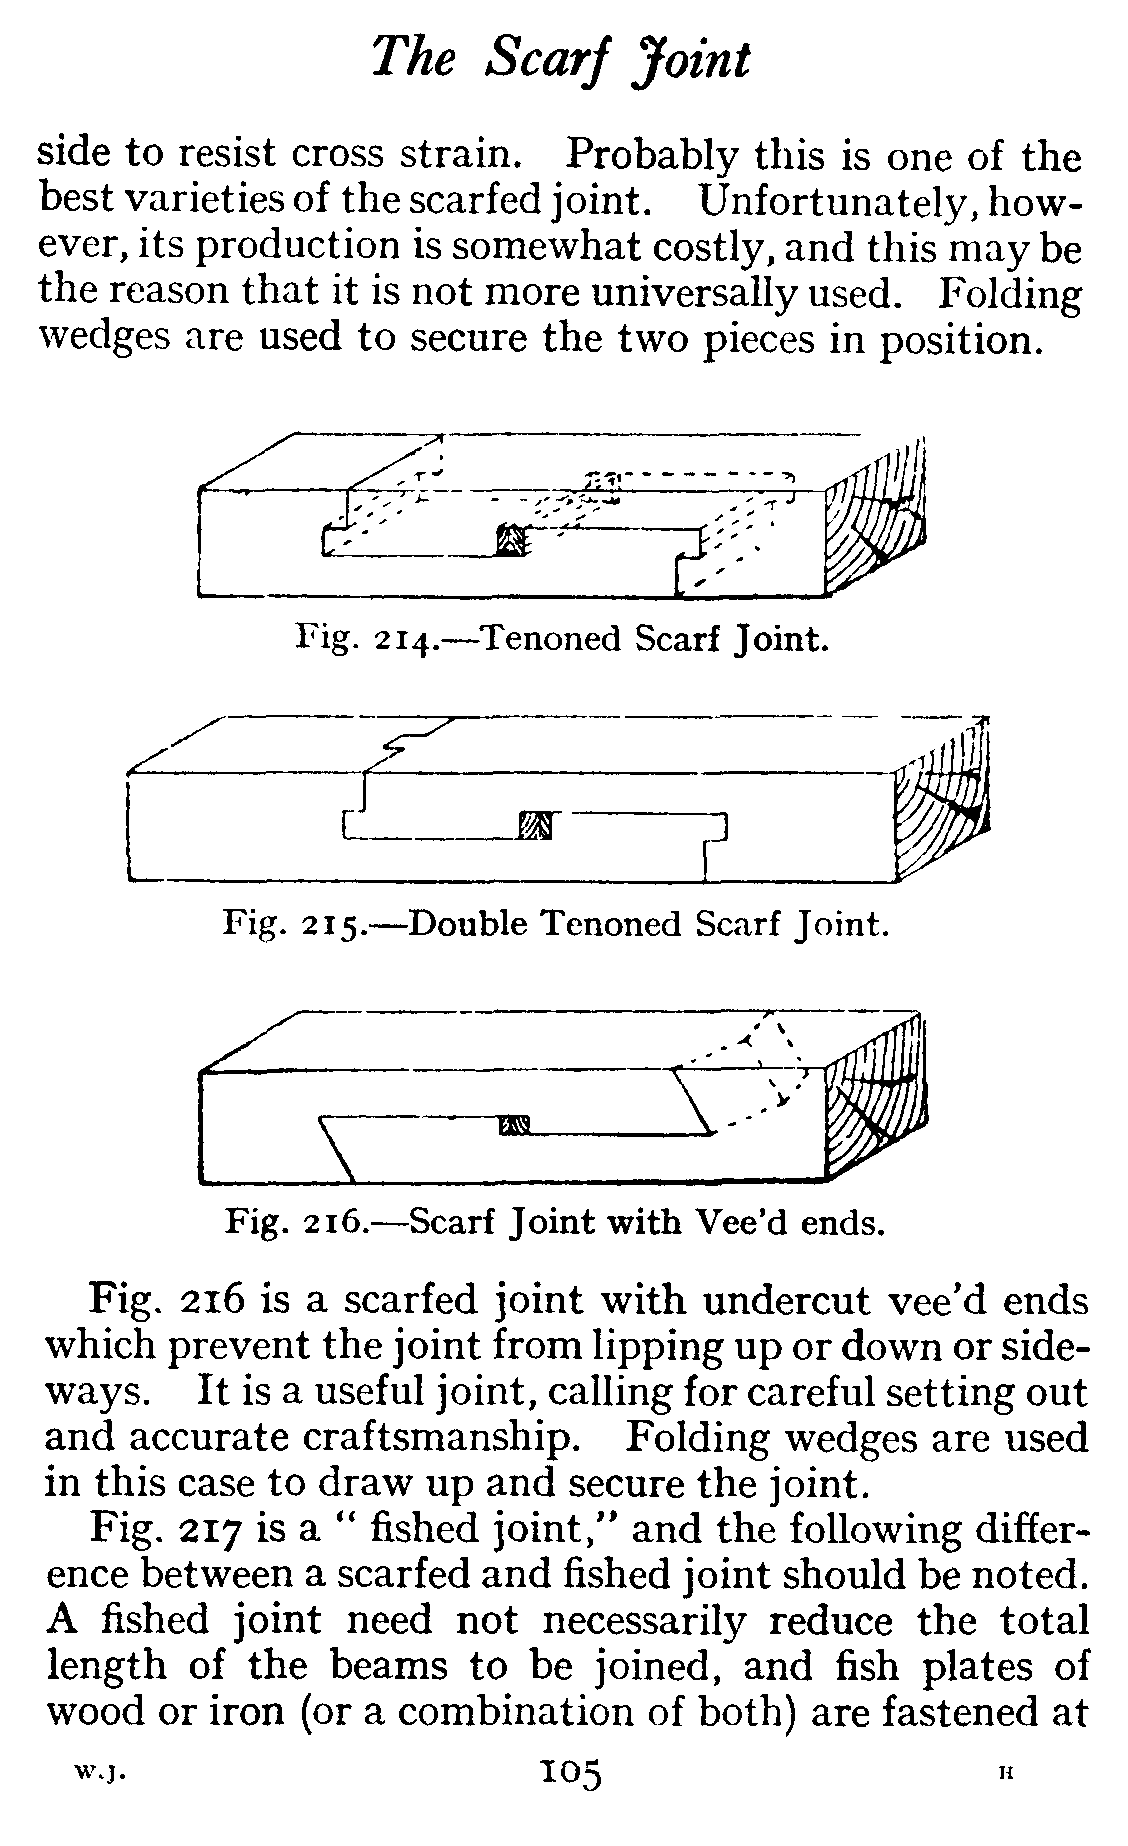 The Scarf Joint
side to resist cross strain. Probably this is one of the
best varieties of the scarfed joint. Unfortunately, how-
ever, its production is somewhat costly, and this may be
the reason that it is not more universally used. Folding
wedges are used to secure the two pieces in position.
Fig. 214.—Tenoned Scarf Joint.
Fig. 215.—Double Tenoned Scarf Joint.
Fig. 216.—Scarf Joint with Vee'd ends.
Fig. 216 is a scarfed joint with undercut vee'd ends
which prevent the joint from lipping up or down or side-
ways. It is a useful joint, calling for careful setting out
and accurate craftsmanship. Folding wedges are used
in this case to draw up and secure the joint.
Fig. 217 is a “ fished joint,” and the following differ-
ence between a scarfed and fished joint should be noted.
A fished joint need not necessarily reduce the total
length of the beams to be joined, and fish plates of
wood or iron (or a combination of both) are fastened at
W.J. 105 H